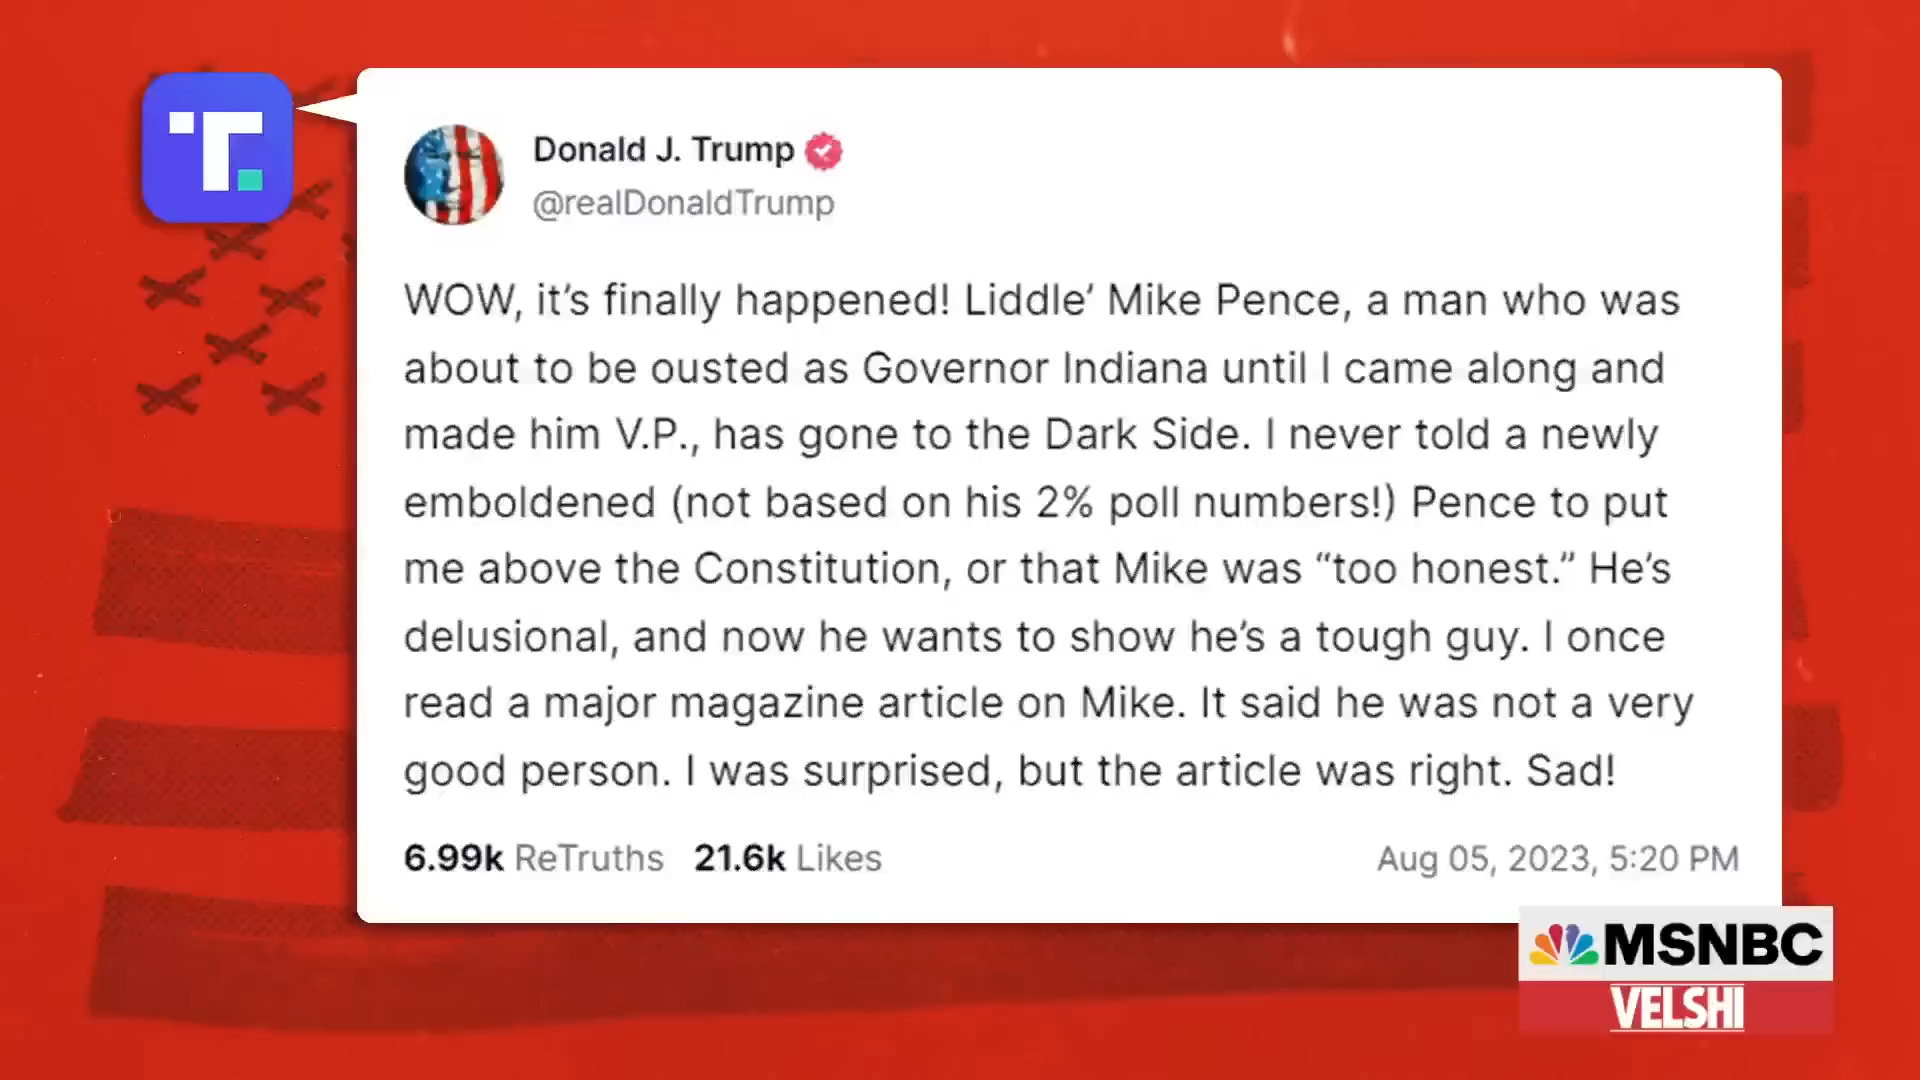 T.
Donald J. Trump
@realDonaldTrump
WOW, it’s finally happened! Liddle’ Mike Pence, a man who was
about to be ousted as Governor Indiana until I came along and
made him V.P., has gone to the Dark Side. I never told a newly
emboldened (not based on his 2% poll numbers!) Pence to put
me above the Constitution, or that Mike was “too honest.” He’s
delusional, and now he wants to show he’s a tough guy. I once
read a major magazine article on Mike. It said he was not a very
good person. I was surprised, but the article was right. Sad!
6.99k ReTruths 21.6k Likes Aug 05, 2023, 5:20 PM
MSNBC
VELSHI